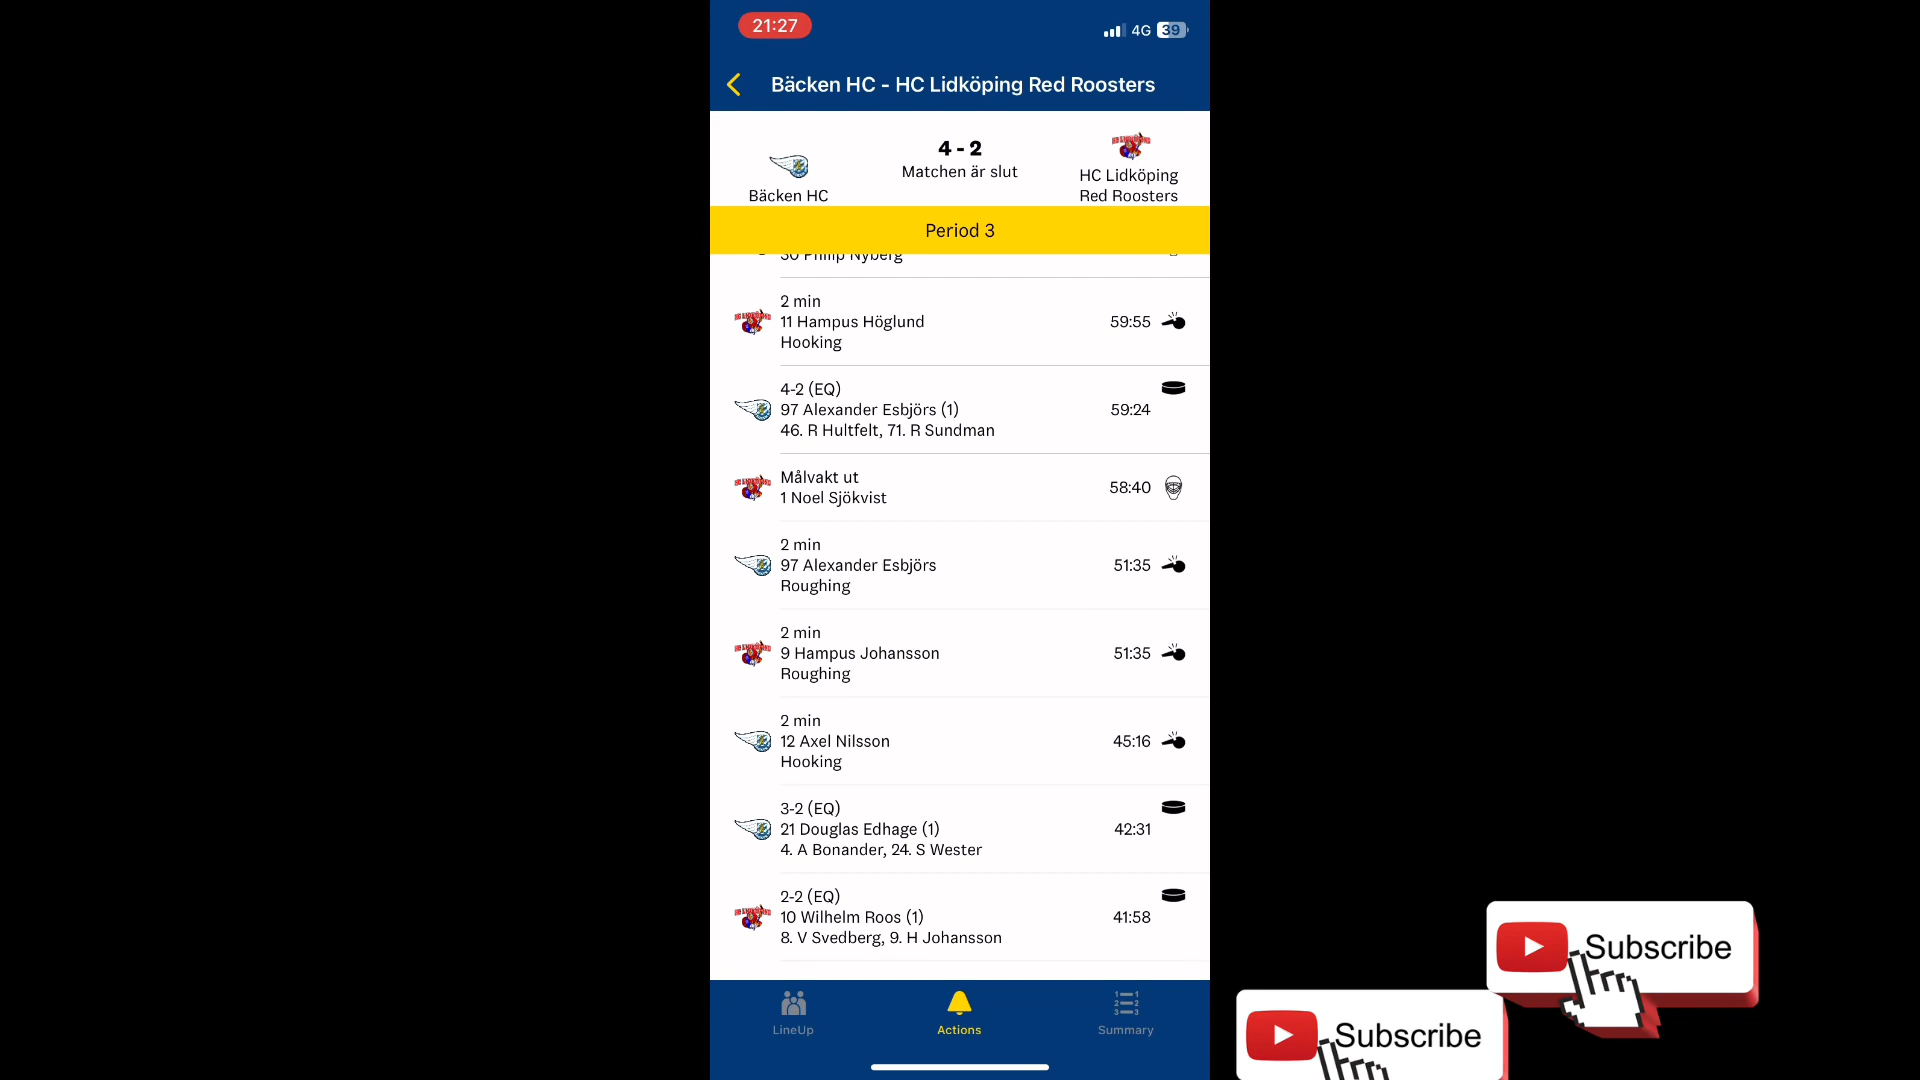 21:27
4G 39
Bäcken HC - HC Lidköping Red Roosters
4 - 2
Matchen är slut
Bäcken HC
HC Lidköping
Red Roosters
Period 3
30 Philip Nyberg
2 min
11 Hampus Höglund
Hooking
59:55
4-2 (EQ)
97 Alexander Esbjörs (1)
46. R Hultfelt, 71. R Sundman
59:24
Målvakt ut
1 Noel Sjökvist
58:40
2 min
97 Alexander Esbjörs
Roughing
51:35
2 min
9 Hampus Johansson
Roughing
51:35
2 min
12 Axel Nilsson
Hooking
45:16
3-2 (EQ)
21 Douglas Edhage (1)
4. A Bonander, 24. S Wester
42:31
2-2 (EQ)
10 Wilhelm Roos (1)
8. V Svedberg, 9. H Johansson
41:58
LineUp
Actions
Summary
Subscribe
Subscribe